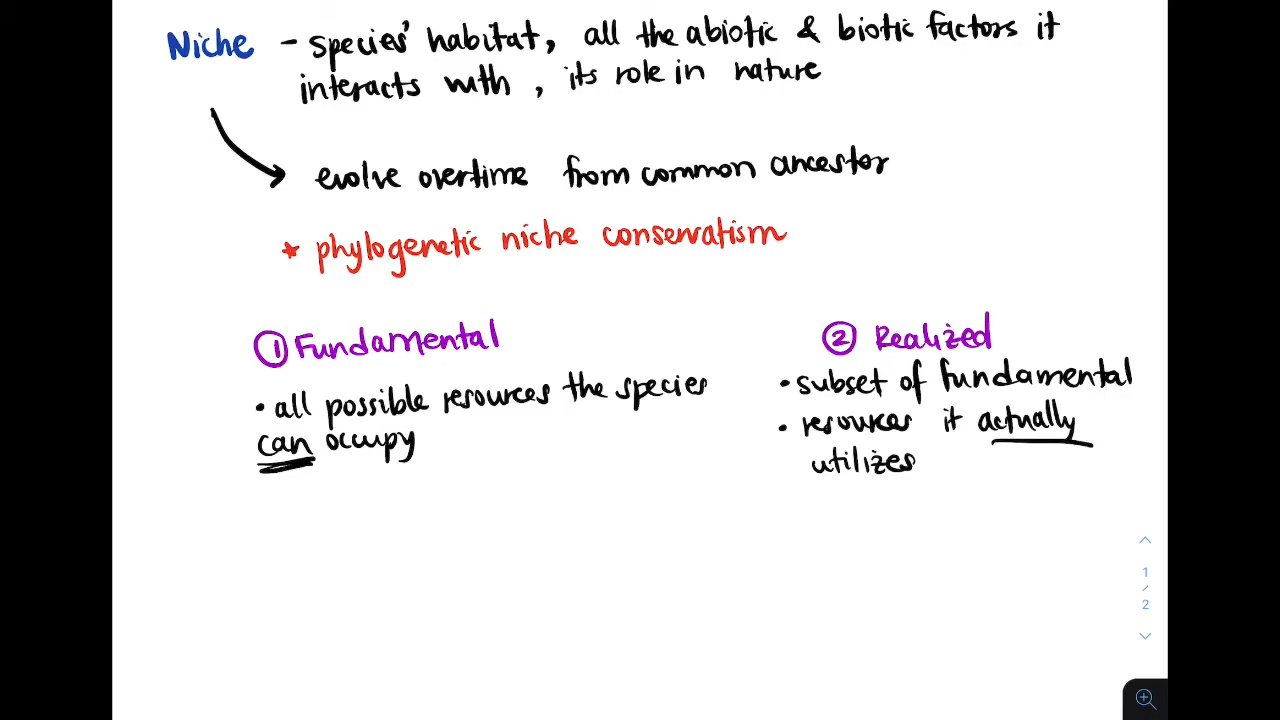 Niche - species' habitat, all the abiotic & biotic factors it
interacts with, its role in nature
evolve overtime from common ancestor
* phylogenetic niche conservatism
① Fundamental
• all possible resources the species
can occupy
② Realized
• subset of fundamental
• resources it actually
utilizes
1
/
2